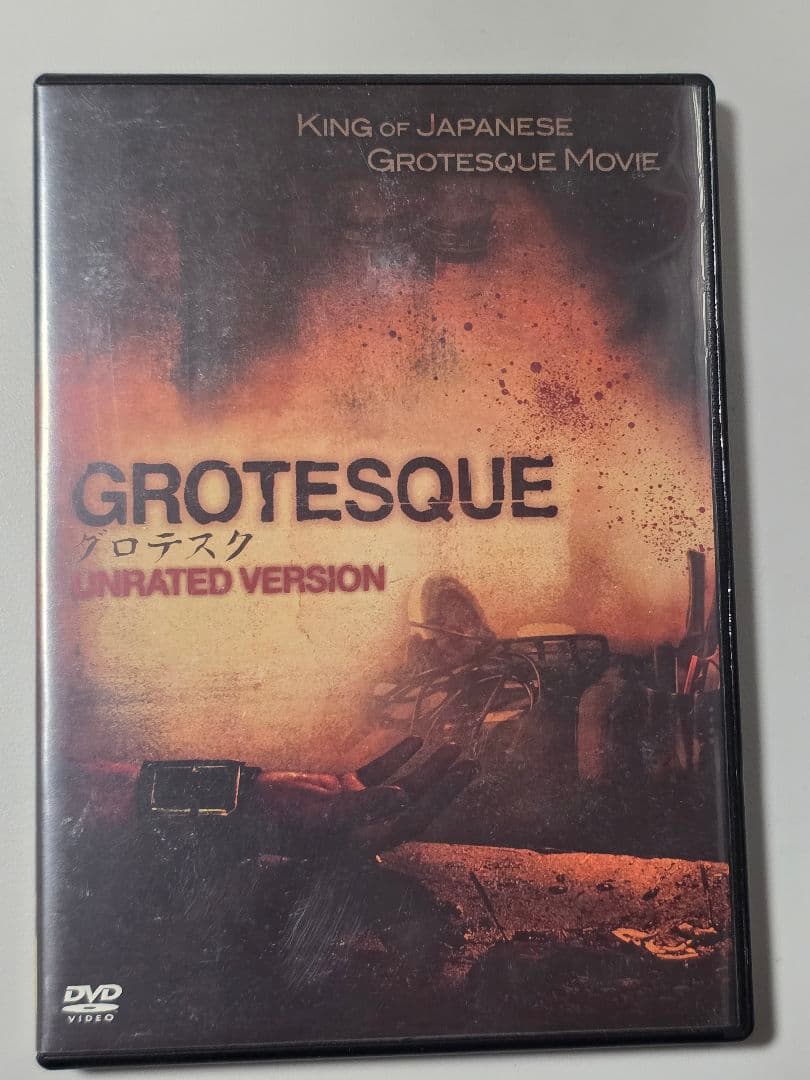 KING OF JAPANESE
GROTESQUE MOVIE
GROTESQUE
グロテスク
UNRATED VERSION
DVD
VIDEO